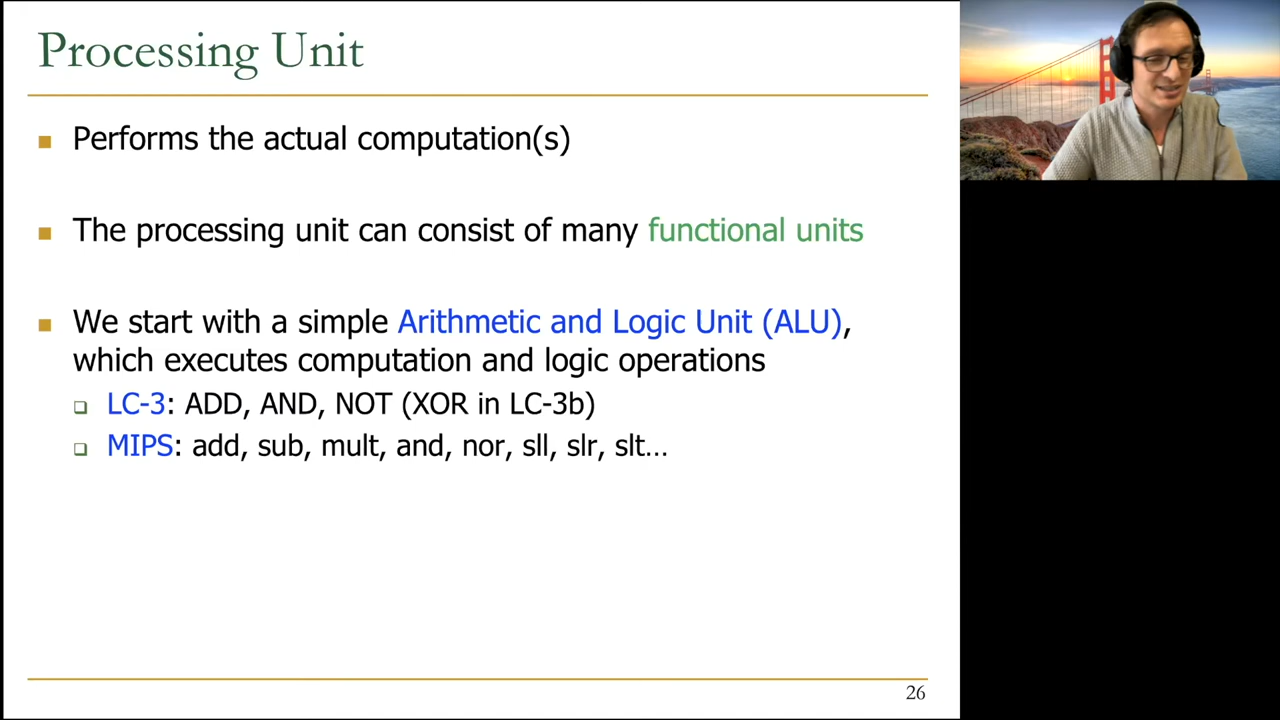 Processing Unit
Performs the actual computation(s)
The processing unit can consist of many functional units
We start with a simple Arithmetic and Logic Unit (ALU),
which executes computation and logic operations
LC-3: ADD, AND, NOT (XOR in LC-3b)
MIPS: add, sub, mult, and, nor, sll, slr, slt…
26